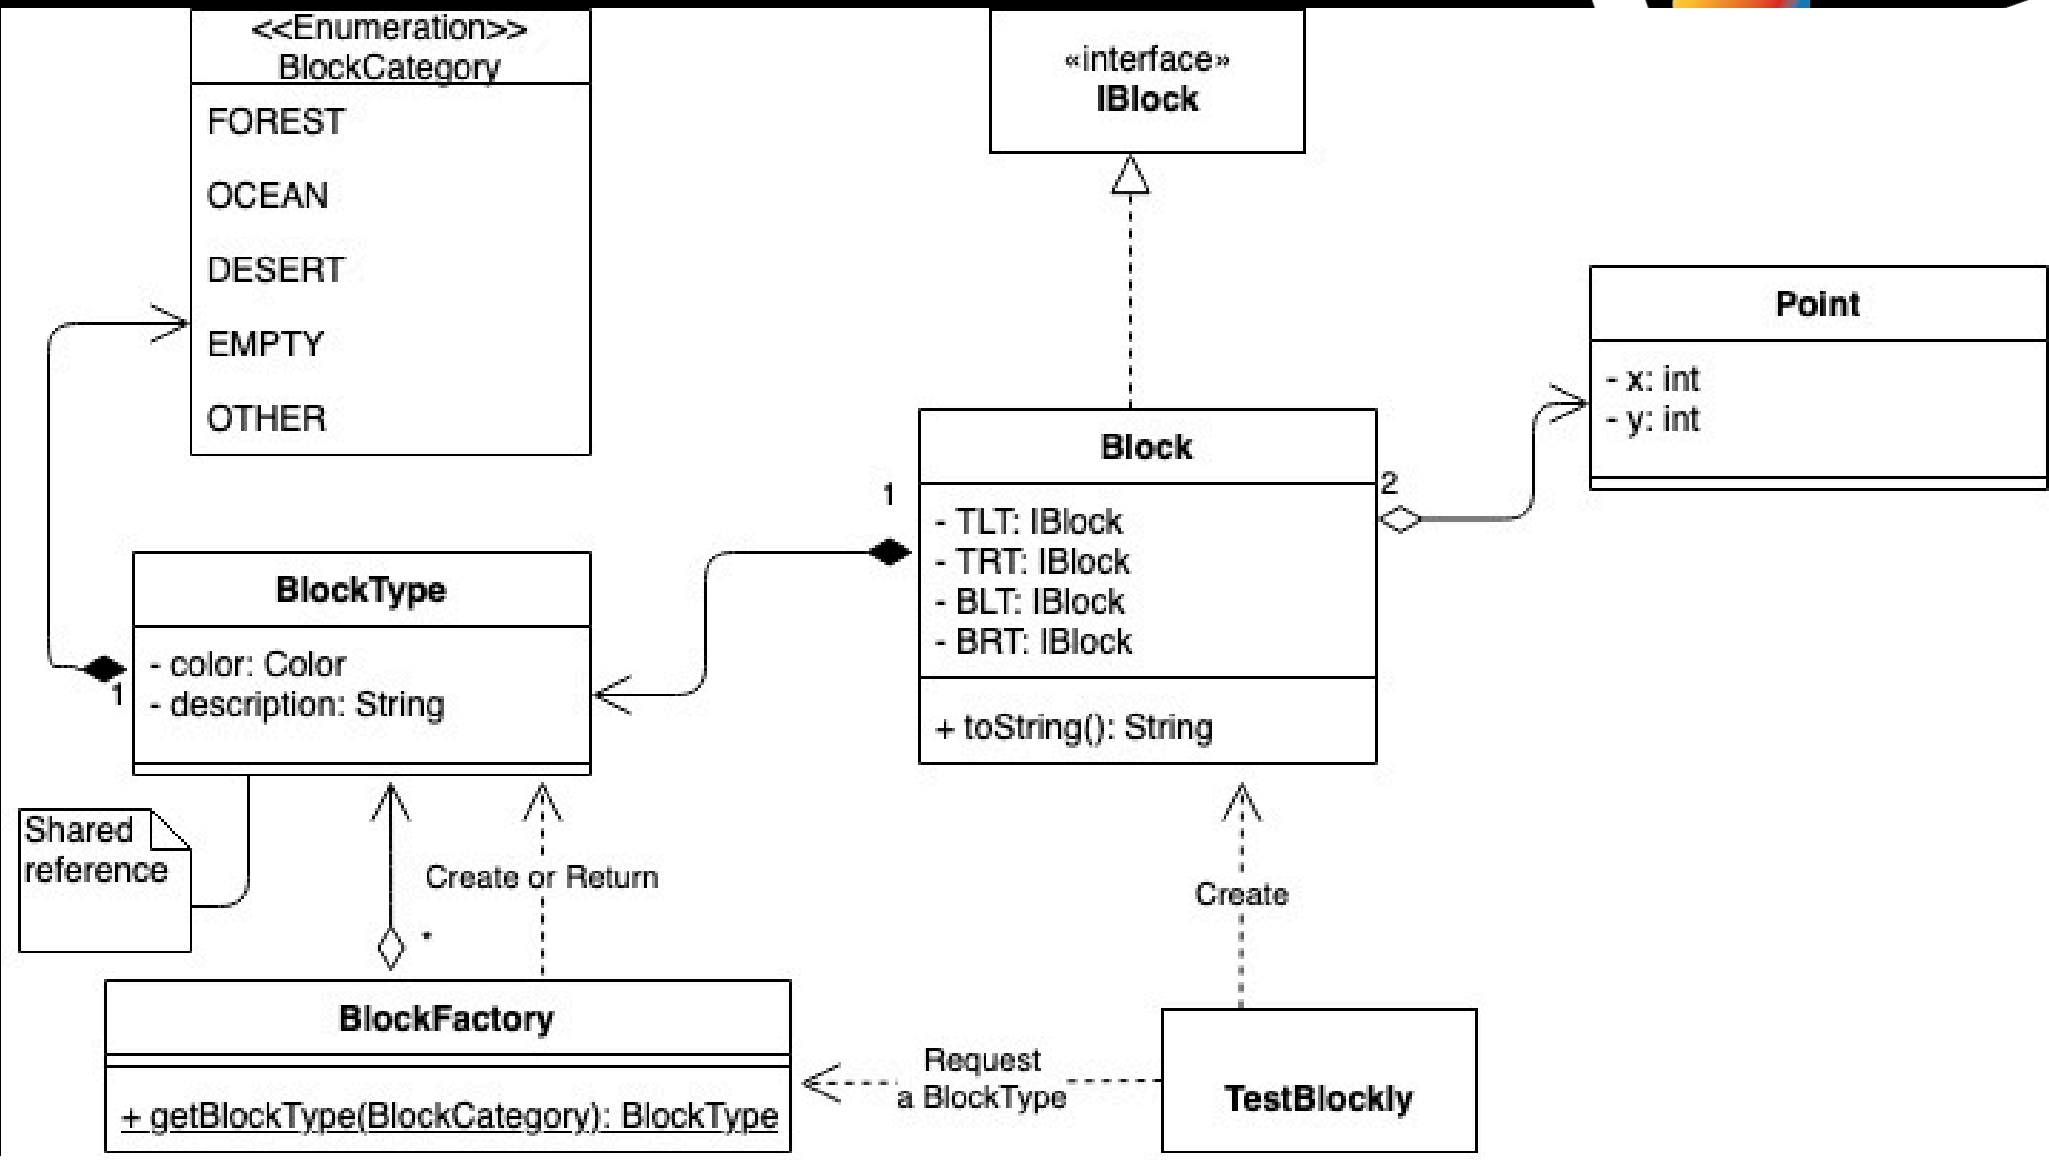 <<Enumeration>>
BlockCategory
FOREST
OCEAN
DESERT
EMPTY
OTHER
«interface»
IBlock
Point
- x: int
- y: int
Block
- TLT: IBlock
- TRT: IBlock
- BLT: IBlock
- BRT: IBlock
+ toString(): String
1
2
BlockType
- color: Color
- description: String
1
Shared
reference
Create or Return
*
Create
BlockFactory
+ getBlockType(BlockCategory): BlockType
Request
a BlockType
TestBlockly